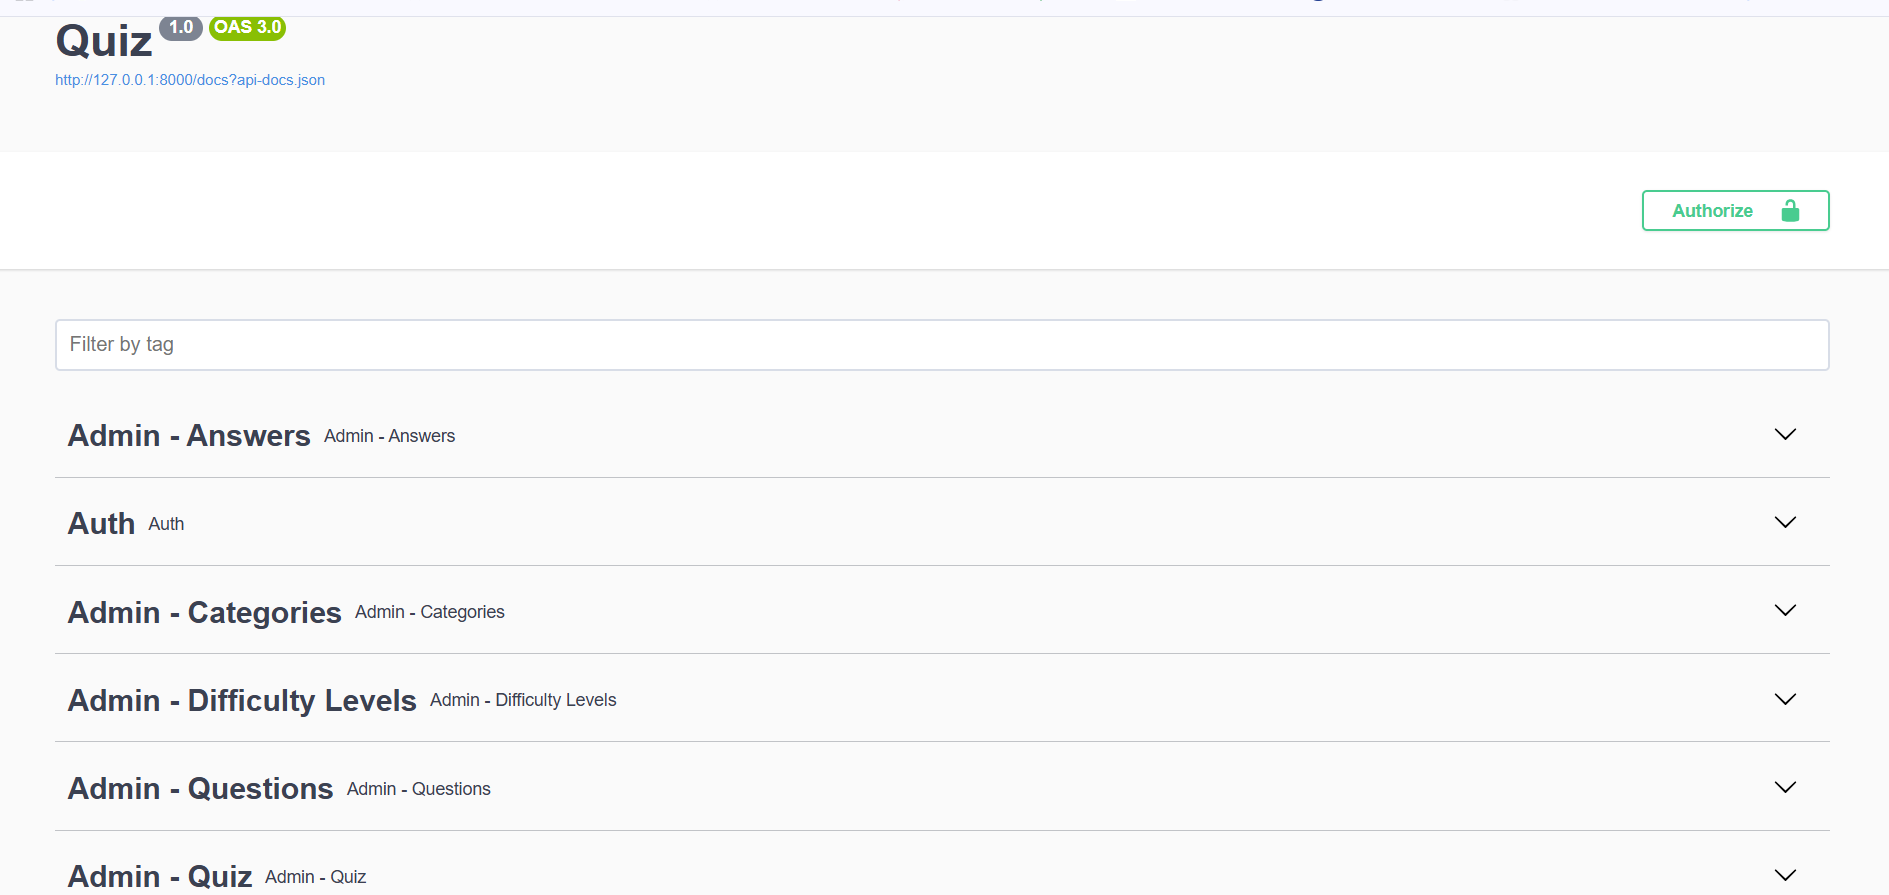 Quiz 1.0 OAS 3.0
http://127.0.0.1:8000/docs?api-docs.json
Authorize
Filter by tag
Admin - Answers Admin - Answers
Auth Auth
Admin - Categories Admin - Categories
Admin - Difficulty Levels Admin - Difficulty Levels
Admin - Questions Admin - Questions
Admin - Quiz Admin - Quiz